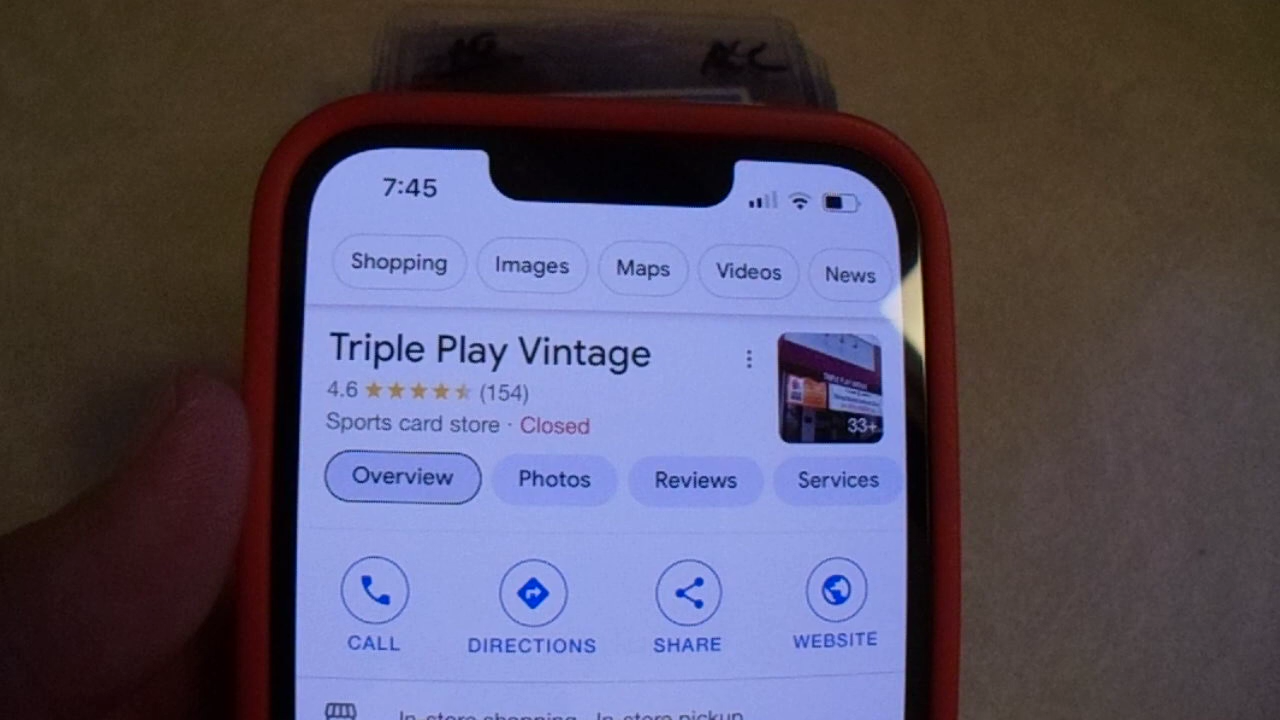 7:45
Shopping Images Maps Videos News
Triple Play Vintage
4.6 (154)
Sports card store · Closed
33+
Overview Photos Reviews Services
CALL DIRECTIONS SHARE WEBSITE
In-store shopping · In-store pickup